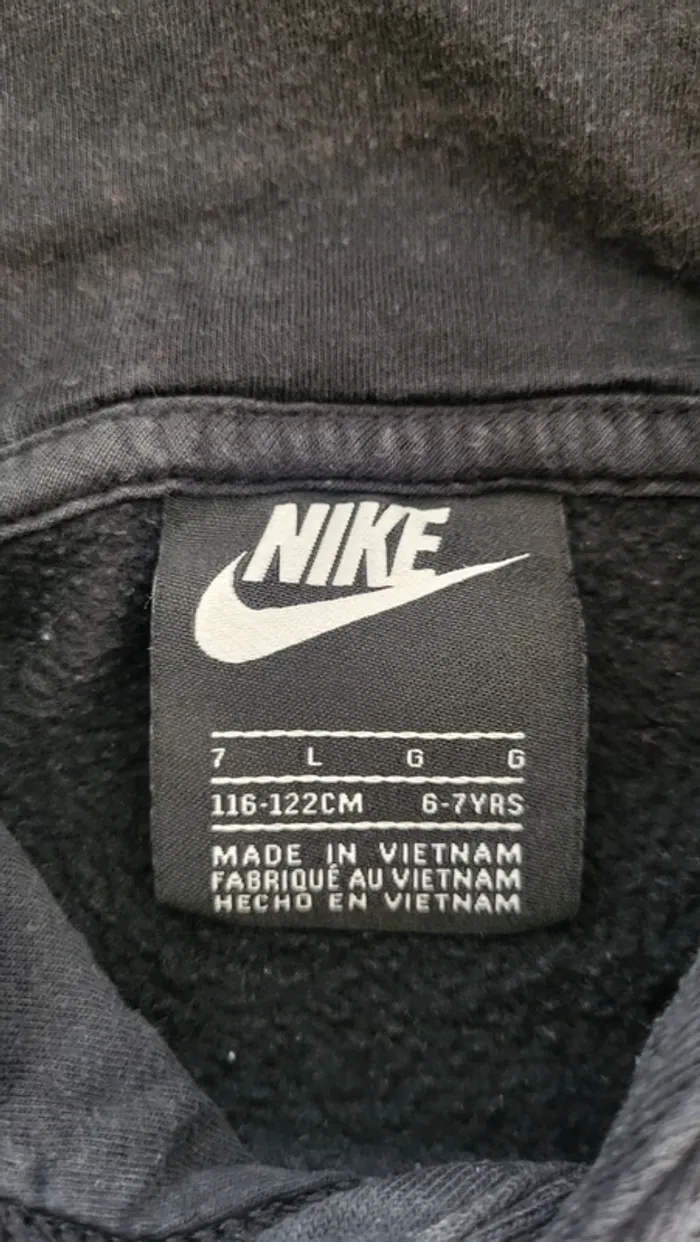 NIKE
7 L G G
116-122CM 6-7YRS
MADE IN VIETNAM
FABRIQUÉ AU VIETNAM
HECHO EN VIETNAM